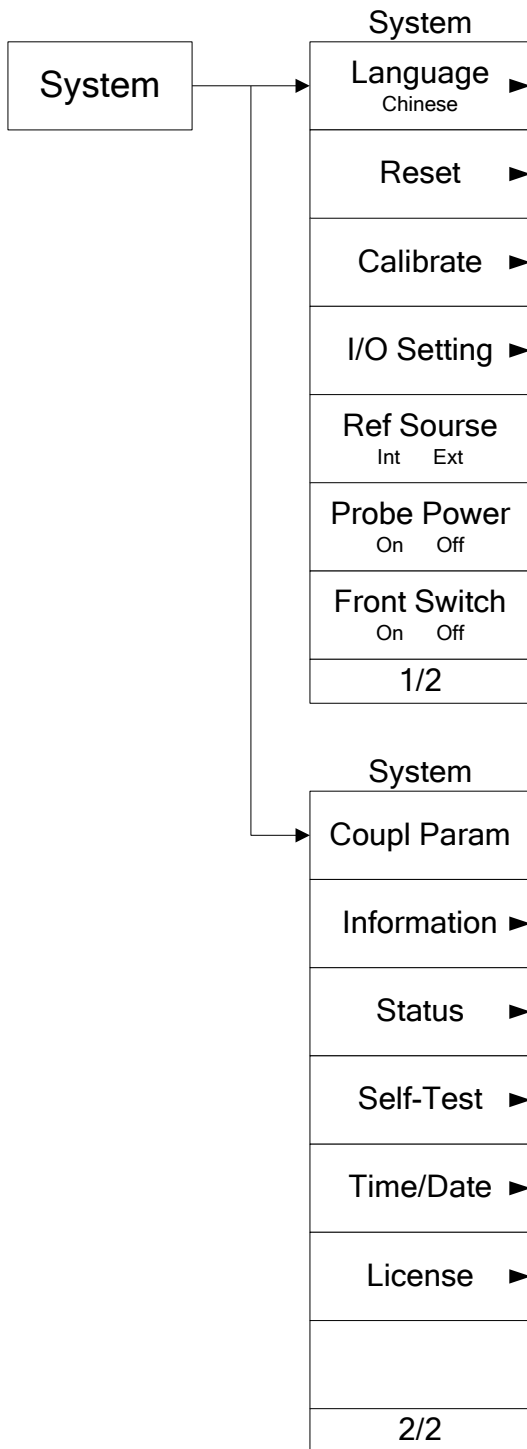 System
System
Language
Chinese
Reset
Calibrate
I/O Setting
Ref Sourse
Int Ext
Probe Power
On Off
Front Switch
On Off
1/2
System
Coupl Param
Information
Status
Self-Test
Time/Date
License
2/2